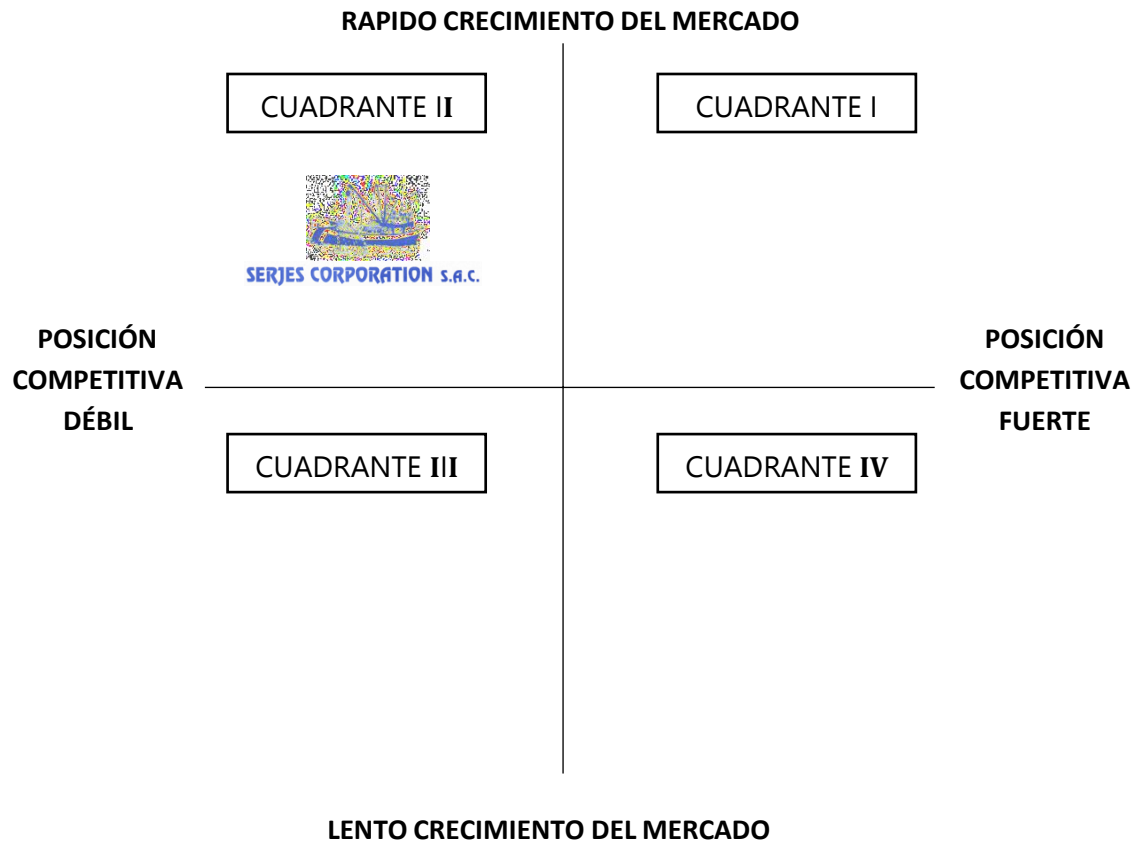 RAPIDO CRECIMIENTO DEL MERCADO
CUADRANTE II
CUADRANTE I
SERJES CORPORATION S.A.C.
POSICIÓN
COMPETITIVA
DÉBIL
POSICIÓN
COMPETITIVA
FUERTE
CUADRANTE III
CUADRANTE IV
LENTO CRECIMIENTO DEL MERCADO